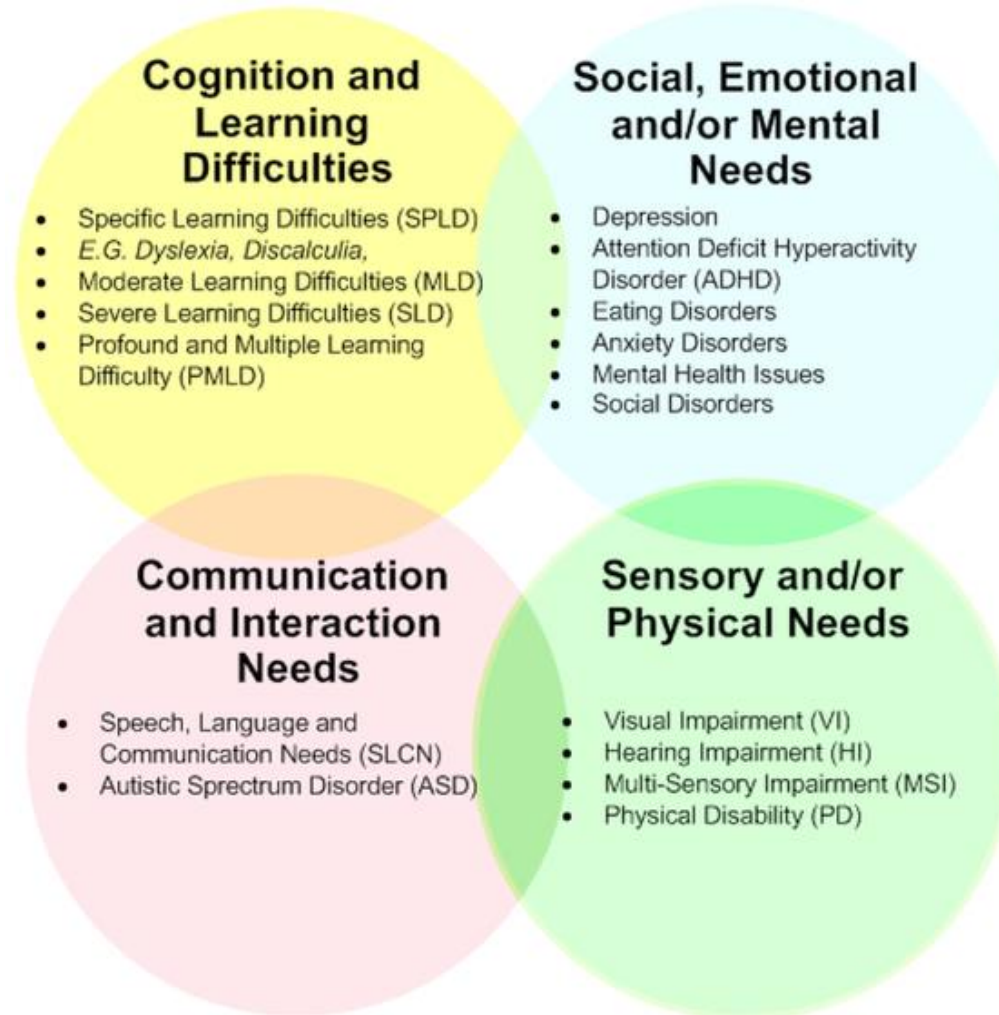 Cognition and
Learning
Difficulties
• Specific Learning Difficulties (SPLD)
• E.G. Dyslexia, Discalculia,
• Moderate Learning Difficulties (MLD)
• Severe Learning Difficulties (SLD)
• Profound and Multiple Learning
Difficulty (PMLD)
Social, Emotional
and/or Mental
Needs
• Depression
• Attention Deficit Hyperactivity
Disorder (ADHD)
• Eating Disorders
• Anxiety Disorders
• Mental Health Issues
• Social Disorders
Communication
and Interaction
Needs
• Speech, Language and
Communication Needs (SLCN)
• Autistic Sprectrum Disorder (ASD)
Sensory and/or
Physical Needs
• Visual Impairment (VI)
• Hearing Impairment (HI)
• Multi-Sensory Impairment (MSI)
• Physical Disability (PD)